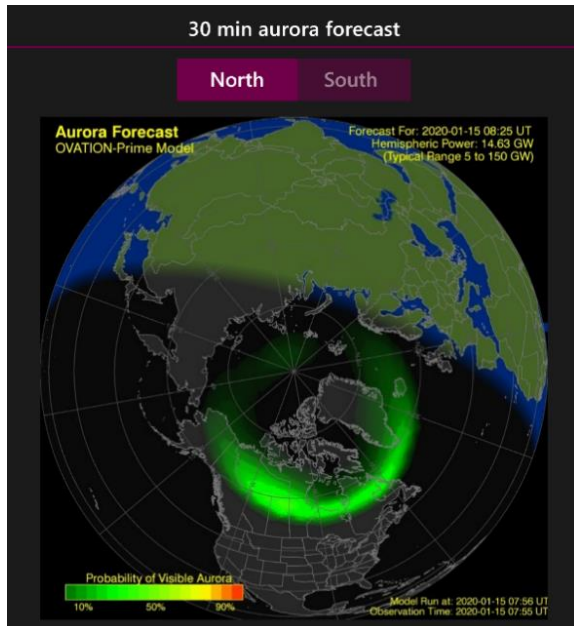 30 min aurora forecast
North South
Aurora Forecast
OVATION-Prime Model
Forecast For: 2020-01-15 08:25 UT
Hemispheric Power: 14.63 GW
(Typical Range 5 to 150 GW)
Probability of Visible Aurora
10% 50% 90%
Model Run at: 2020-01-15 07:56 UT
Observation Time: 2020-01-15 07:55 UT